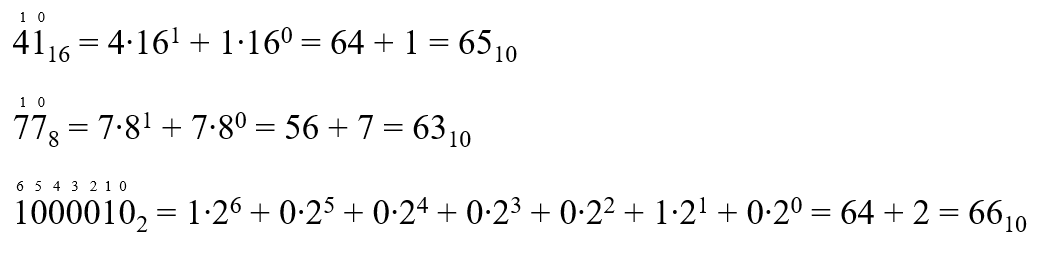 1 0
41₁₆ = 4·16¹ + 1·16⁰ = 64 + 1 = 65₁₀
1 0
77₈ = 7·8¹ + 7·8⁰ = 56 + 7 = 63₁₀
6 5 4 3 2 1 0
1000010₂ = 1·2⁶ + 0·2⁵ + 0·2⁴ + 0·2³ + 0·2² + 1·2¹ + 0·2⁰ = 64 + 2 = 66₁₀